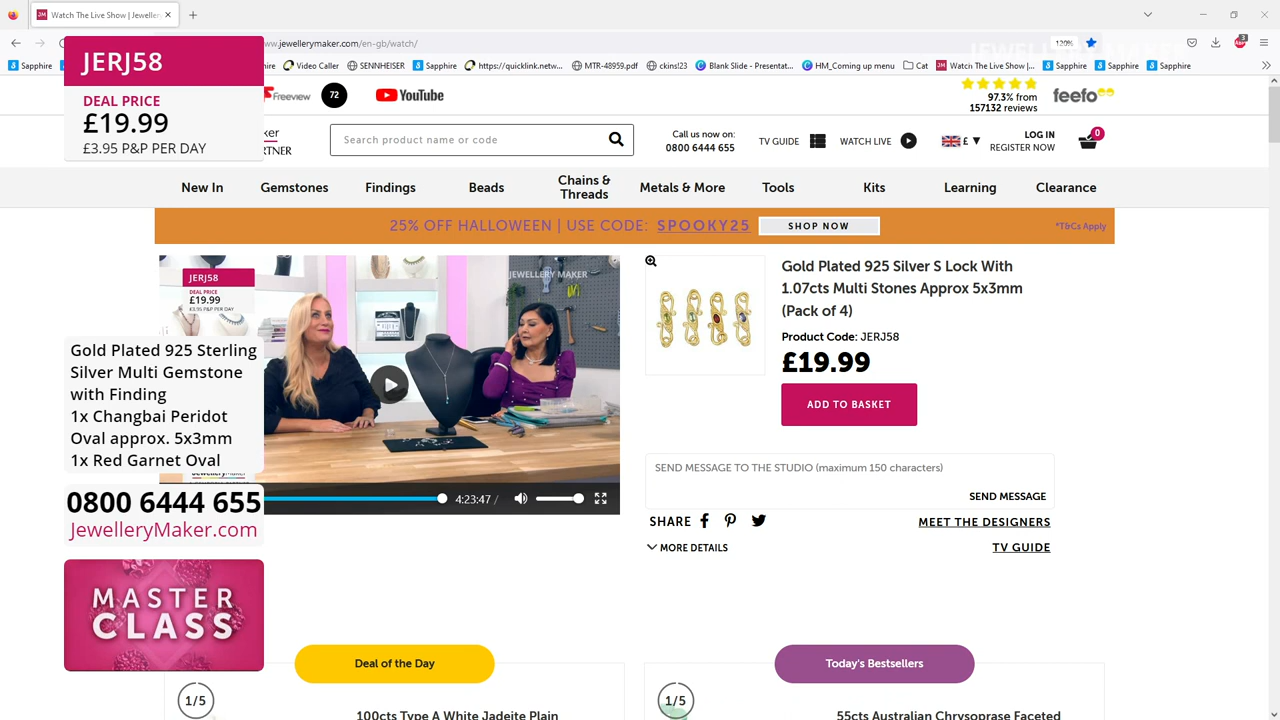 Watch The Live Show | Jeweller
w.jewellerymaker.com/en-gb/watch/
120%
JEWELLERY MAKER
3
Sapphire
Video Caller
SENNHEISER
Sapphire
https://quicklink.netw...
MTR-48959.pdf
ckinsl23
Blank Slide - Presentat...
HM_Coming up menu
Cat
Watch The Live Show |...
Sapphire
Sapphire
Sapphire
JERJ58
DEAL PRICE
£19.99
£3.95 P&P PER DAY
Freeview
72
YouTube
97.3% from
157132 reviews
feefo
Search product name or code
Call us now on:
0800 6444 655
TV GUIDE
WATCH LIVE
£
LOG IN
REGISTER NOW
0
New In
Gemstones
Findings
Beads
Chains &
Threads
Metals & More
Tools
Kits
Learning
Clearance
25% OFF HALLOWEEN | USE CODE: SPOOKY25
SHOP NOW
*T&Cs Apply
JERJ58
DEAL PRICE
£19.99
£3.95 P&P PER DAY
JEWELLERY MAKER
Gold Plated 925 Silver S Lock With
1.07cts Multi Stones Approx 5x3mm
(Pack of 4)
Product Code: JERJ58
£19.99
ADD TO BASKET
Gold Plated 925 Sterling
Silver Multi Gemstone
with Finding
1x Changbai Peridot
Oval approx. 5x3mm
1x Red Garnet Oval
0800 6444 655
JewelleryMaker.com
4:23:47 /
SEND MESSAGE TO THE STUDIO (maximum 150 characters)
SEND MESSAGE
SHARE
MEET THE DESIGNERS
MORE DETAILS
TV GUIDE
MASTER
CLASS
Deal of the Day
Today's Bestsellers
1/5
100cts Type A White Jadeite Plain
1/5
55cts Australian Chrysoprase Faceted